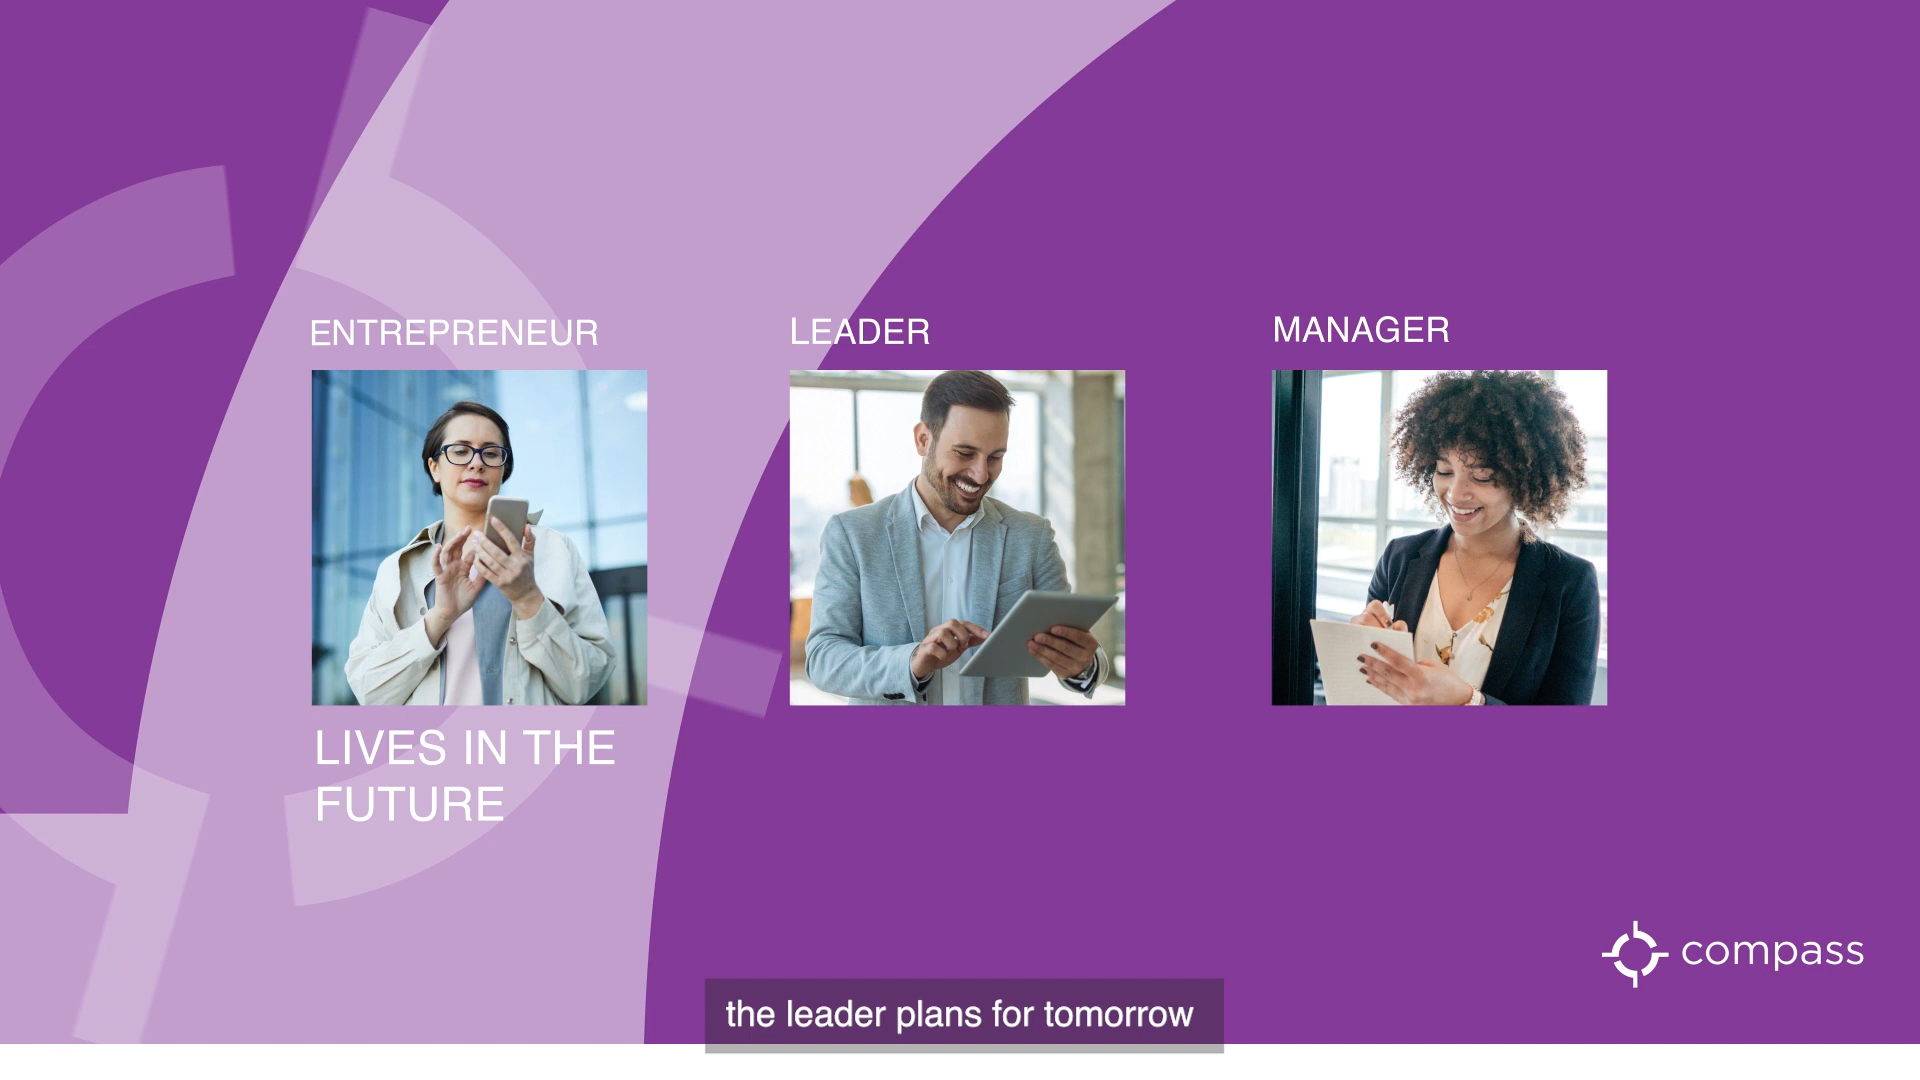 ENTREPRENEUR
LEADER
MANAGER
LIVES IN THE
FUTURE
compass
the leader plans for tomorrow